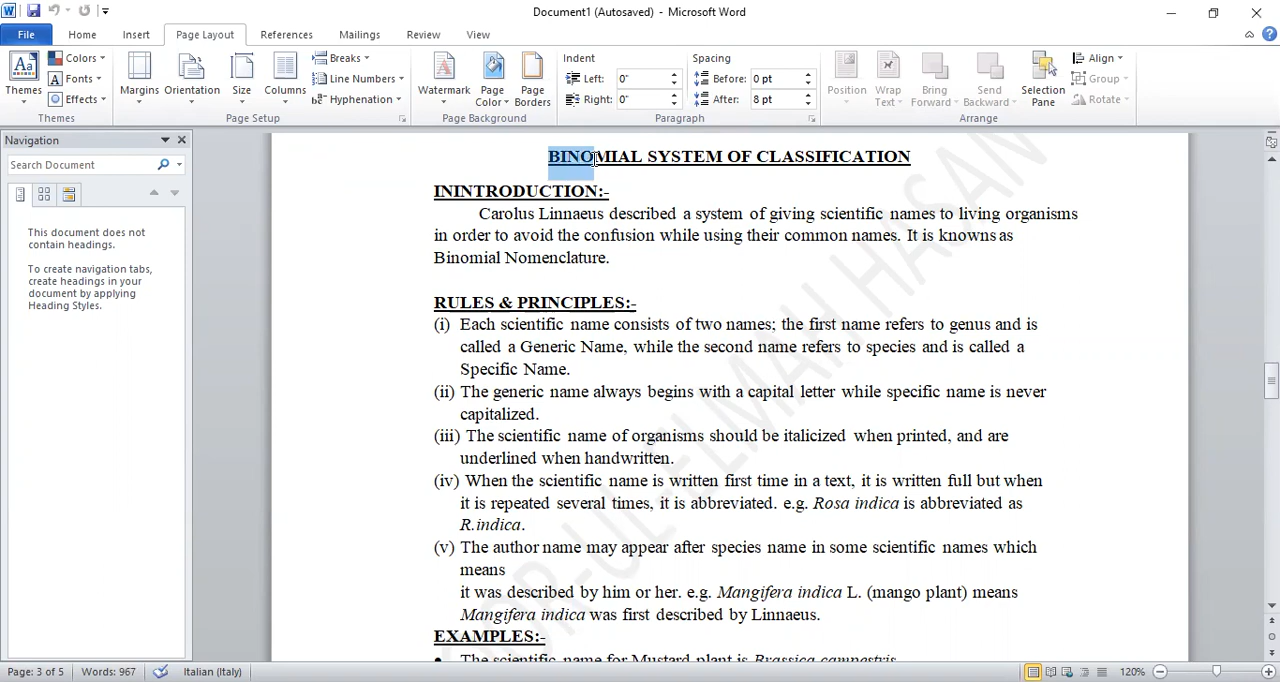 Document1 (Autosaved) - Microsoft Word
File Home Insert Page Layout References Mailings Review View
Themes
Colors
Fonts
Effects
Themes
Margins Orientation Size Columns
Breaks
Line Numbers
Hyphenation
Page Setup
Watermark Page Color Page Borders
Page Background
Indent
Left: 0"
Right: 0"
Spacing
Before: 0 pt
After: 8 pt
Paragraph
Position Wrap Text Bring Forward Send Backward Selection Pane
Align
Group
Rotate
Arrange
Navigation
Search Document
This document does not
contain headings.
To create navigation tabs,
create headings in your
document by applying
Heading Styles.
BINOMIAL SYSTEM OF CLASSIFICATION
ININTRODUCTION:-
Carolus Linnaeus described a system of giving scientific names to living organisms
in order to avoid the confusion while using their common names. It is knowns as
Binomial Nomenclature.
RULES & PRINCIPLES:-
(i) Each scientific name consists of two names; the first name refers to genus and is
called a Generic Name, while the second name refers to species and is called a
Specific Name.
(ii) The generic name always begins with a capital letter while specific name is never
capitalized.
(iii) The scientific name of organisms should be italicized when printed, and are
underlined when handwritten.
(iv) When the scientific name is written first time in a text, it is written full but when
it is repeated several times, it is abbreviated. e.g. Rosa indica is abbreviated as
R.indica.
(v) The author name may appear after species name in some scientific names which
means
it was described by him or her. e.g. Mangifera indica L. (mango plant) means
Mangifera indica was first described by Linnaeus.
EXAMPLES:-
• The scientific name for Mustard plant is Brassica campestris
Page: 3 of 5 Words: 967 Italian (Italy) 120%